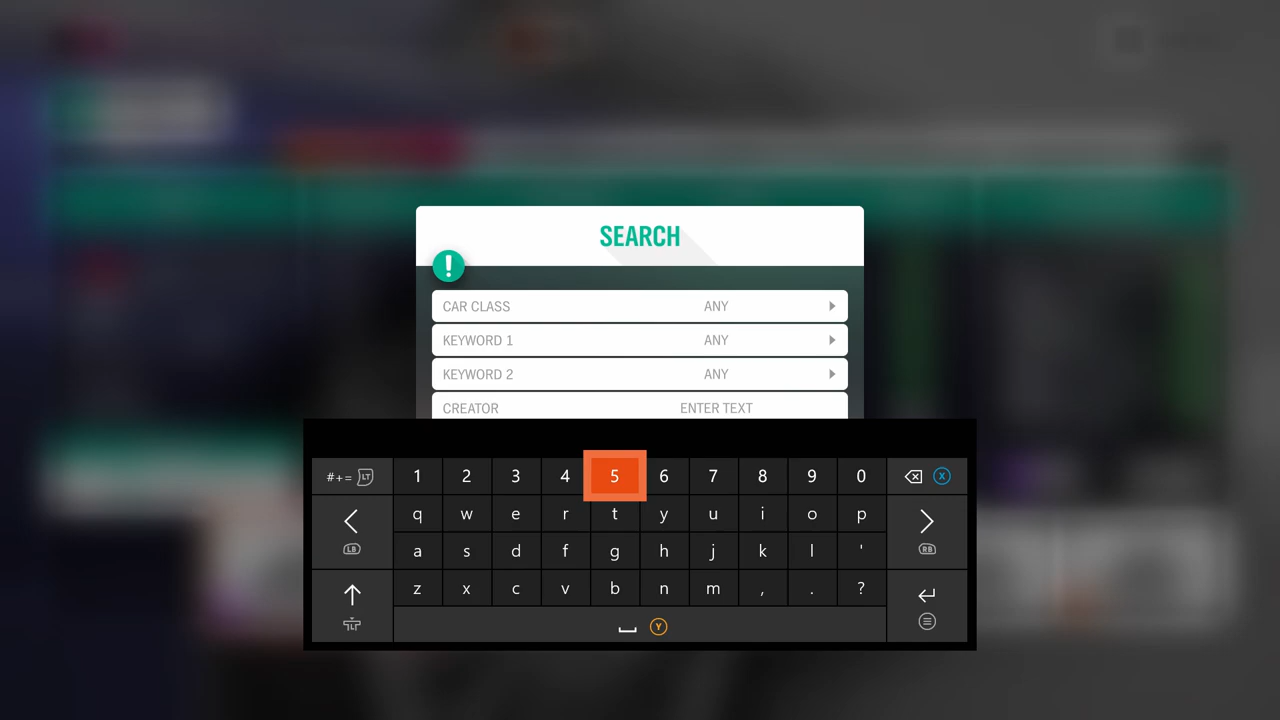 SEARCH
!
CAR CLASS ANY
KEYWORD 1 ANY
KEYWORD 2 ANY
CREATOR ENTER TEXT
#+= LT 1 2 3 4 5 6 7 8 9 0 X
q w e r t y u i o p
LB a s d f g h j k l ' RB
z x c v b n m , . ?
Y